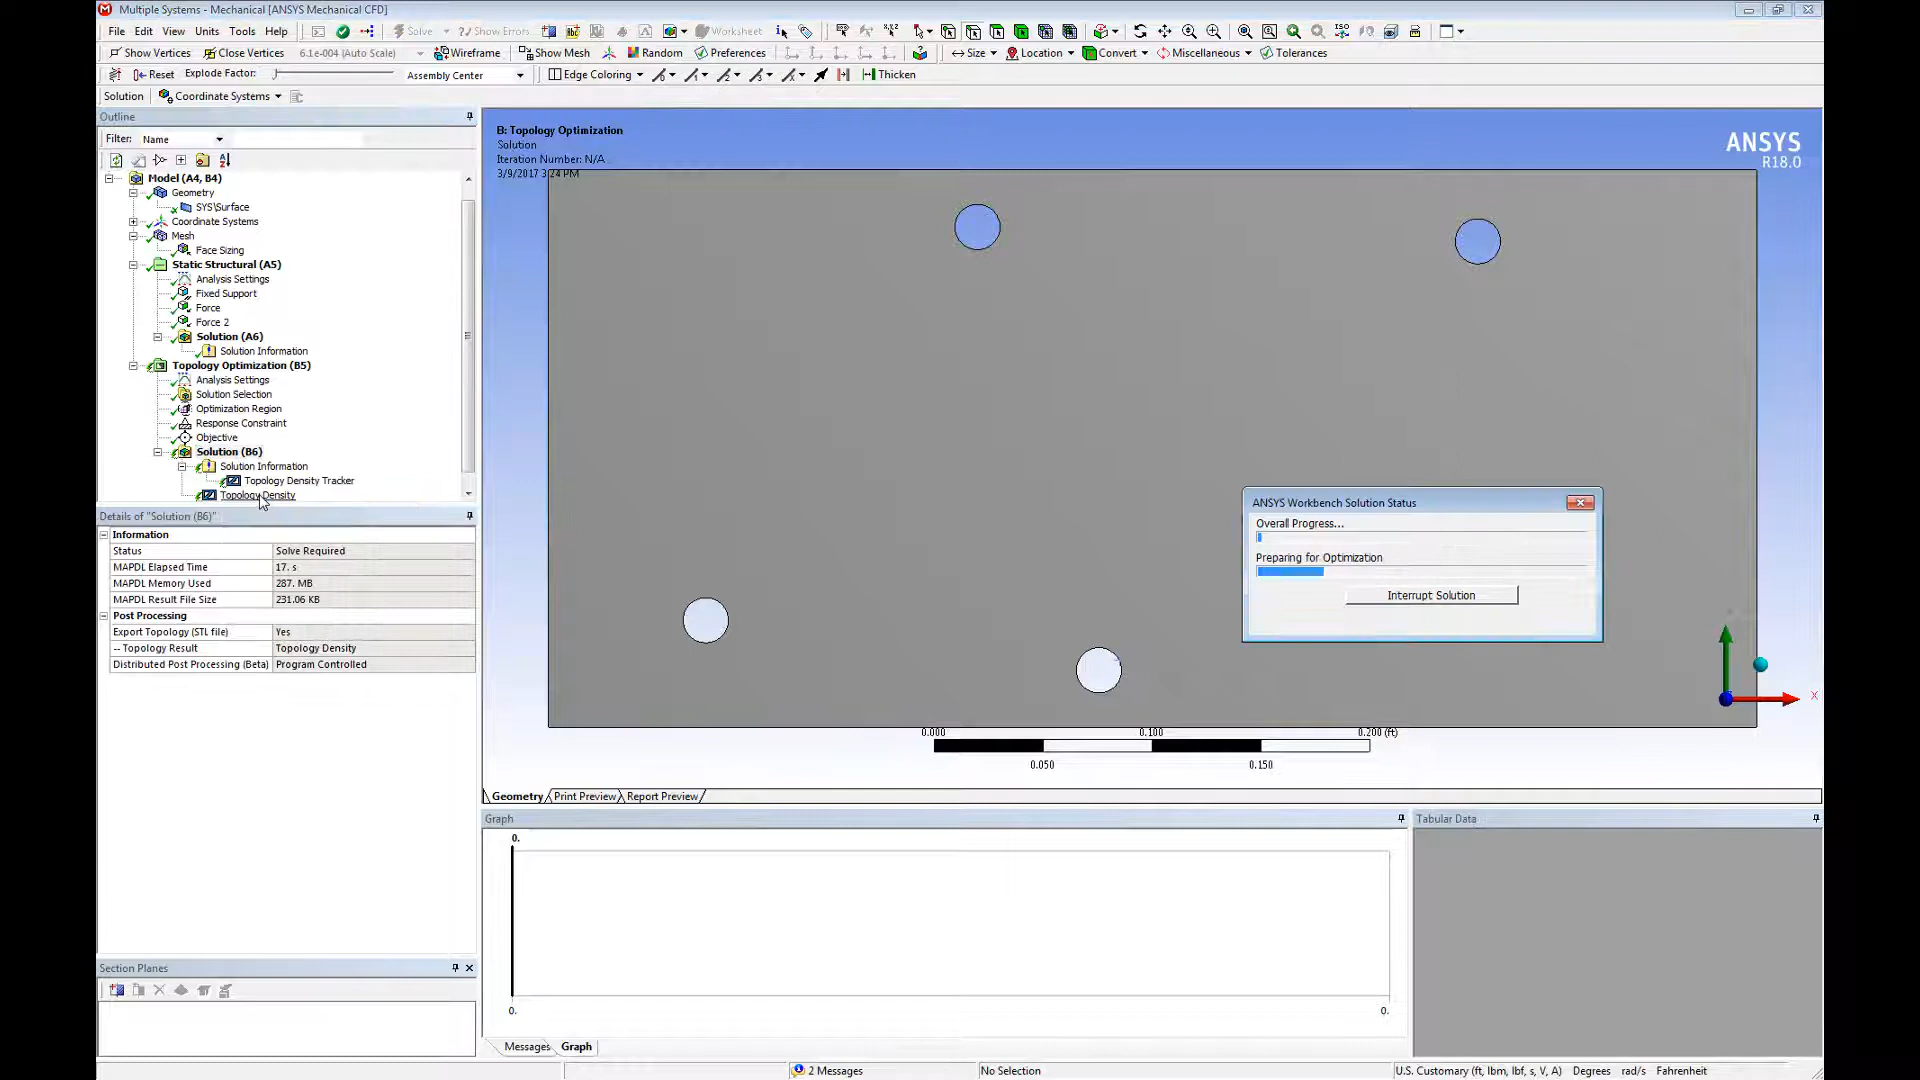 Multiple Systems - Mechanical [ANSYS Mechanical CFD]
File Edit View Units Tools Help Solve Show Errors Worksheet
Show Vertices Close Vertices 6.1e-004 (Auto Scale) Wireframe Show Mesh Random Preferences Size Location Convert Miscellaneous Tolerances
Reset Explode Factor: Assembly Center Edge Coloring Thicken
Solution Coordinate Systems
Outline
Filter: Name
Model (A4, B4)
Geometry
SYS\Surface
Coordinate Systems
Mesh
Face Sizing
Static Structural (A5)
Analysis Settings
Fixed Support
Force
Force 2
Solution (A6)
Solution Information
Topology Optimization (B5)
Analysis Settings
Solution Selection
Optimization Region
Response Constraint
Objective
Solution (B6)
Solution Information
Topology Density Tracker
Topology Density
Details of "Solution (B6)"
Information
Status Solve Required
MAPDL Elapsed Time 17. s
MAPDL Memory Used 287. MB
MAPDL Result File Size 231.06 KB
Post Processing
Export Topology (STL file) Yes
-- Topology Result Topology Density
Distributed Post Processing (Beta) Program Controlled
Section Planes
B: Topology Optimization
Solution
Iteration Number: N/A
3/9/2017 3:24 PM
ANSYS
R18.0
ANSYS Workbench Solution Status
Overall Progress...
Preparing for Optimization
Interrupt Solution
X
0.000 0.100 0.200 (ft)
0.050 0.150
Geometry Print Preview Report Preview
Graph
0.
0. 0.
Messages Graph
Tabular Data
2 Messages No Selection U.S. Customary (ft, lbm, lbf, s, V, A) Degrees rad/s Fahrenheit